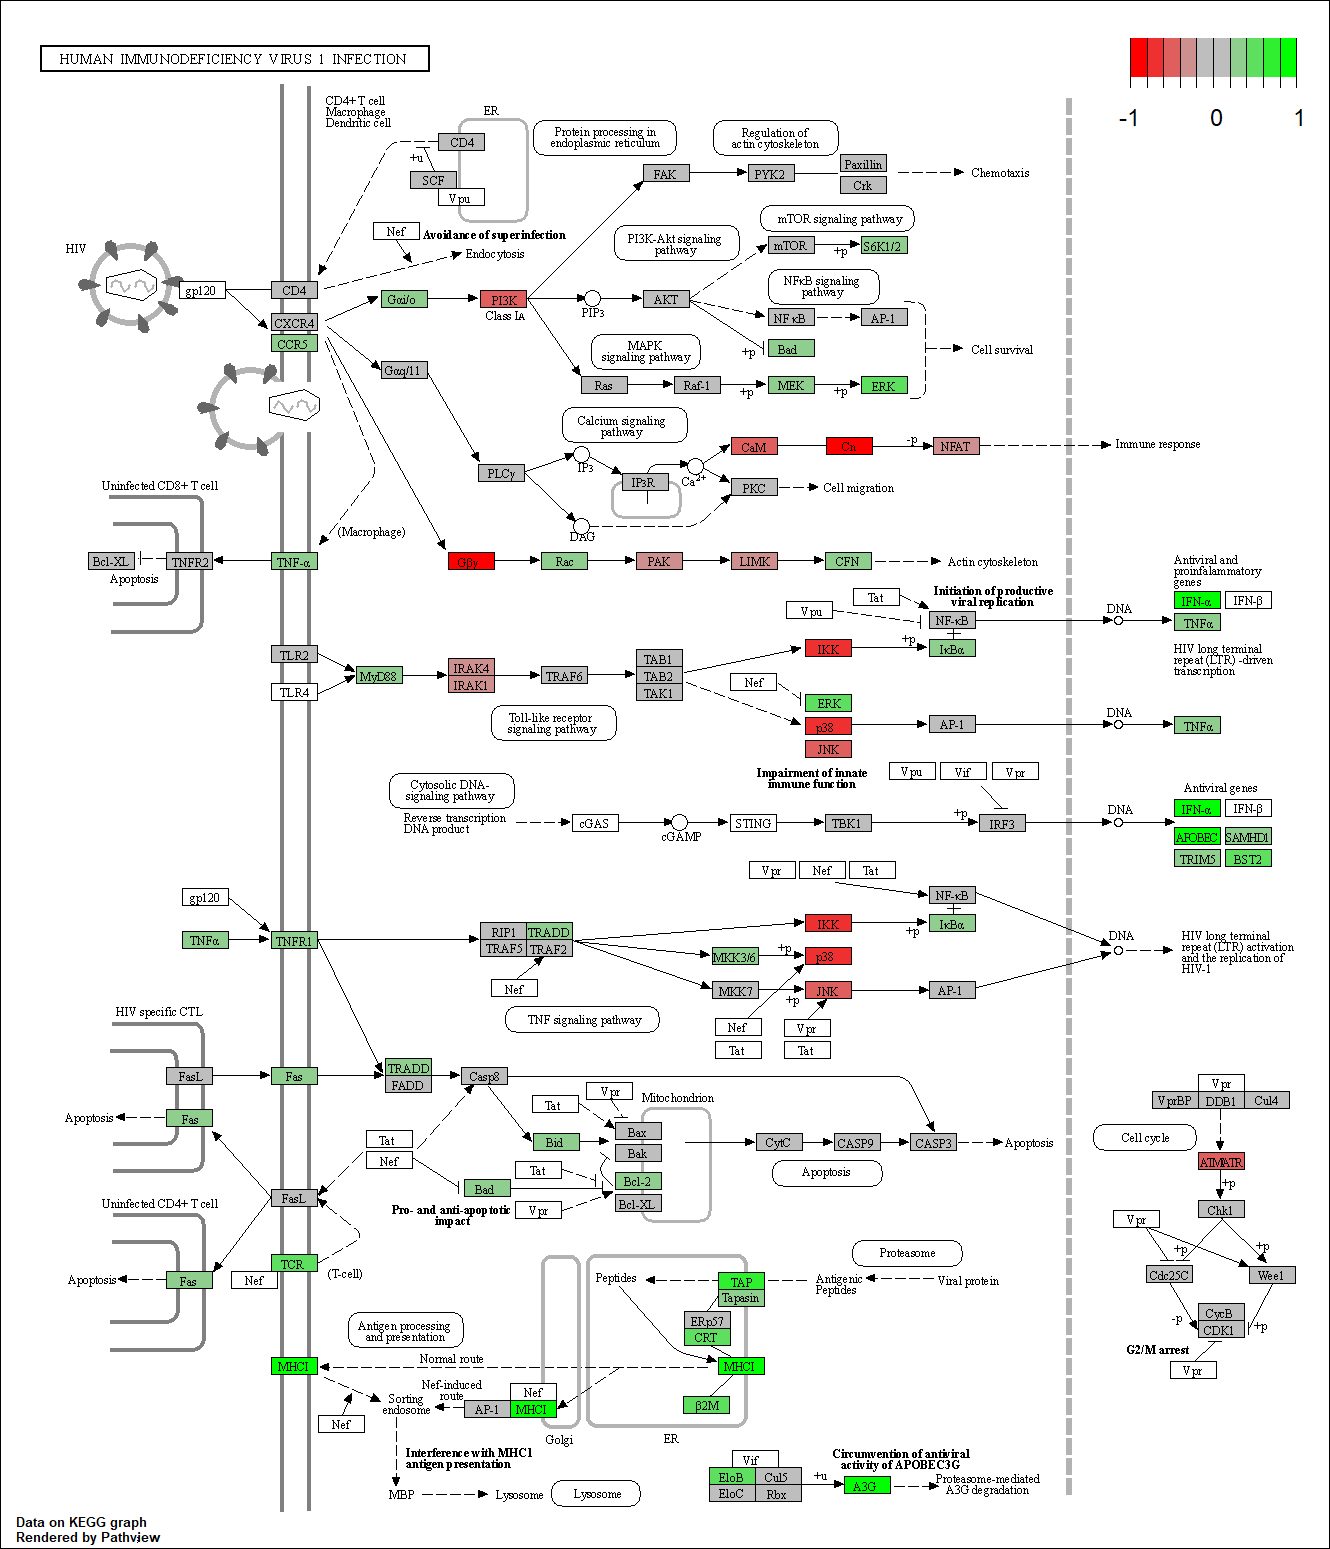 HUMAN IMMUNODEFICIENCY VIRUS 1 INFECTION
-1 0 1
CD4+ T cell
Macrophage
Dendritic cell
ER
CD4
+u
SCF
Vpu
Protein processing in
endoplasmic reticulum
Regulation of
actin cytoskeleton
FAK
PYK2
Paxillin
Crk
Chemotaxis
Nef
Avoidance of superinfection
Endocytosis
PI3K-Akt signaling
pathway
mTOR signaling pathway
mTOR
+p
S6K1/2
HIV
gp120
CD4
CXCR4
CCR5
Gαi/o
PI3K
Class IA
PIP3
AKT
NFκB signaling
pathway
NFκB
AP-1
+p
Bad
Cell survival
MAPK
signaling pathway
Gαq/11
Ras
Raf-1
+p
MEK
+p
ERK
Calcium signaling
pathway
PLCγ
IP3
IP3R
Ca2+
DAG
CaM
Cn
-p
NFAT
Immune response
PKC
Cell migration
Uninfected CD8+ T cell
(Macrophage)
Bcl-XL
Apoptosis
TNFR2
TNF-α
Gβγ
Rac
PAK
LIMK
CFN
Actin cytoskeleton
Initiation of productive
viral replication
Tat
Vpu
NF-κB
+p
DNA
Antiviral and
proinfalammatory
genes
IFN-α
IFN-β
TNFα
HIV long terminal
repeat (LTR) -driven
transcription
TLR2
TLR4
MyD88
IRAK4
IRAK1
TRAF6
TAB1
TAB2
TAK1
IKK
IκBα
Nef
ERK
p38
JNK
AP-1
DNA
TNFα
Toll-like receptor
signaling pathway
Impairment of innate
immune function
Vpu
Vif
Vpr
Cytosolic DNA-
signaling pathway
Reverse transcription
DNA product
cGAS
cGAMP
STING
TBK1
+p
IRF3
DNA
Antiviral genes
IFN-α
IFN-β
APOBEC
SAMHD1
TRIM5
BST2
Vpr
Nef
Tat
NF-κB
gp120
TNFα
TNFR1
RIP1
TRADD
TRAF5
TRAF2
Nef
IKK
+p
IκBα
MKK3/6
+p
p38
MKK7
+p
JNK
AP-1
DNA
HIV long terminal
repeat (LTR) activation
and the replication of
HIV-1
TNF signaling pathway
Nef
Tat
Vpr
Tat
HIV specific CTL
FasL
Fas
Apoptosis
Fas
TRADD
FADD
Casp8
Tat
Nef
Vpr
Tat
Mitochondrion
Bid
Bax
Bak
Tat
Bcl-2
Bcl-XL
Bad
Vpr
Pro- and anti-apoptotic
impact
CytC
CASP9
CASP3
Apoptosis
Apoptosis
Vpr
VprBP
DDB1
Cul4
Cell cycle
ATM/ATR
+p
Chk1
Vpr
+p
+p
Cdc25C
Wee1
CycB
CDK1
-p
+p
G2/M arrest
Vpr
Uninfected CD4+ T cell
FasL
TCR
(T-cell)
Nef
Apoptosis
Fas
Peptides
TAP
Tapasin
Antigenic
Peptides
Proteasome
Viral protein
ERp57
CRT
Antigen processing
and presentation
MHCI
Normal route
MHCI
Nef-induced
route
Nef
Nef
Sorting
endosome
AP-1
MHCI
β2M
Golgi
ER
Interference with MHC1
antigen presentation
MBP
Lysosome
Lysosome
Vif
EloB
Cul5
EloC
Rbx
+u
A3G
Circumvention of antiviral
activity of APOBEC3G
Proteasome-mediated
A3G degradation
Data on KEGG graph
Rendered by Pathview